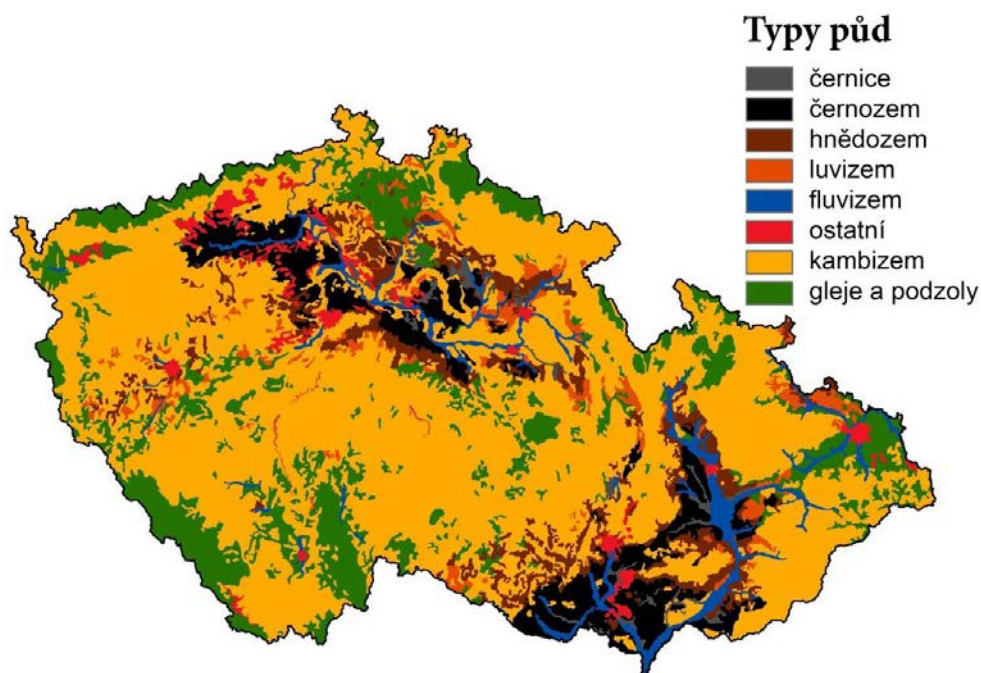 Typy půd
černice
černozem
hnědozem
luvizem
fluvizem
ostatní
kambizem
gleje a podzoly